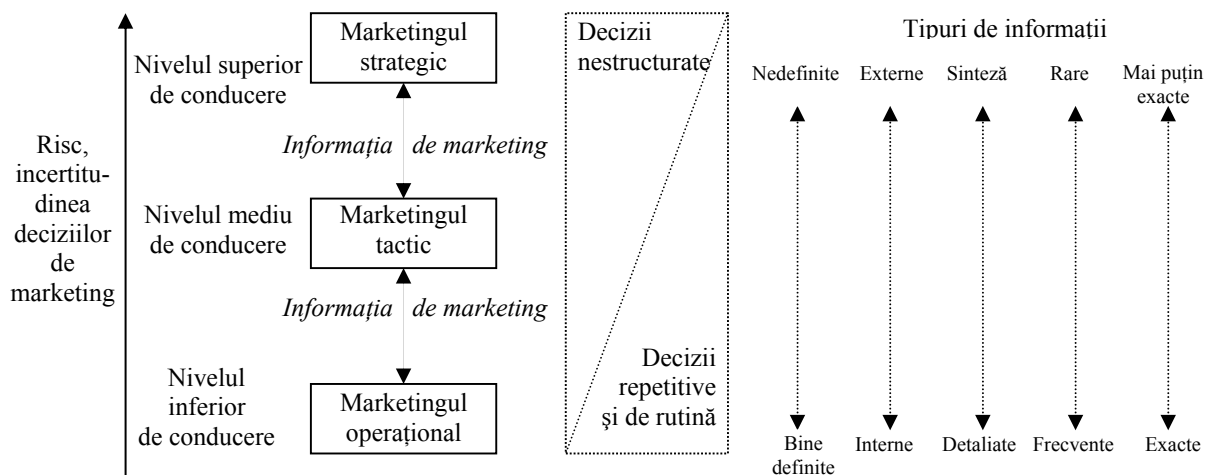 Marketingul
strategic
Nivelul superior
de conducere
Informația de marketing
Risc,
incertitu-
dinea
deciziilor
de
marketing
Nivelul mediu
de conducere
Marketingul
tactic
Informația de marketing
Nivelul
inferior
de conducere
Marketingul
operațional
Decizii
nestructurate
Decizii
repetitive
şi de rutină
Tipuri de informații
Nedefinite
Externe
Sinteză
Rare
Mai puțin
exacte
Bine
definite
Interne
Detaliate
Frecvente
Exacte